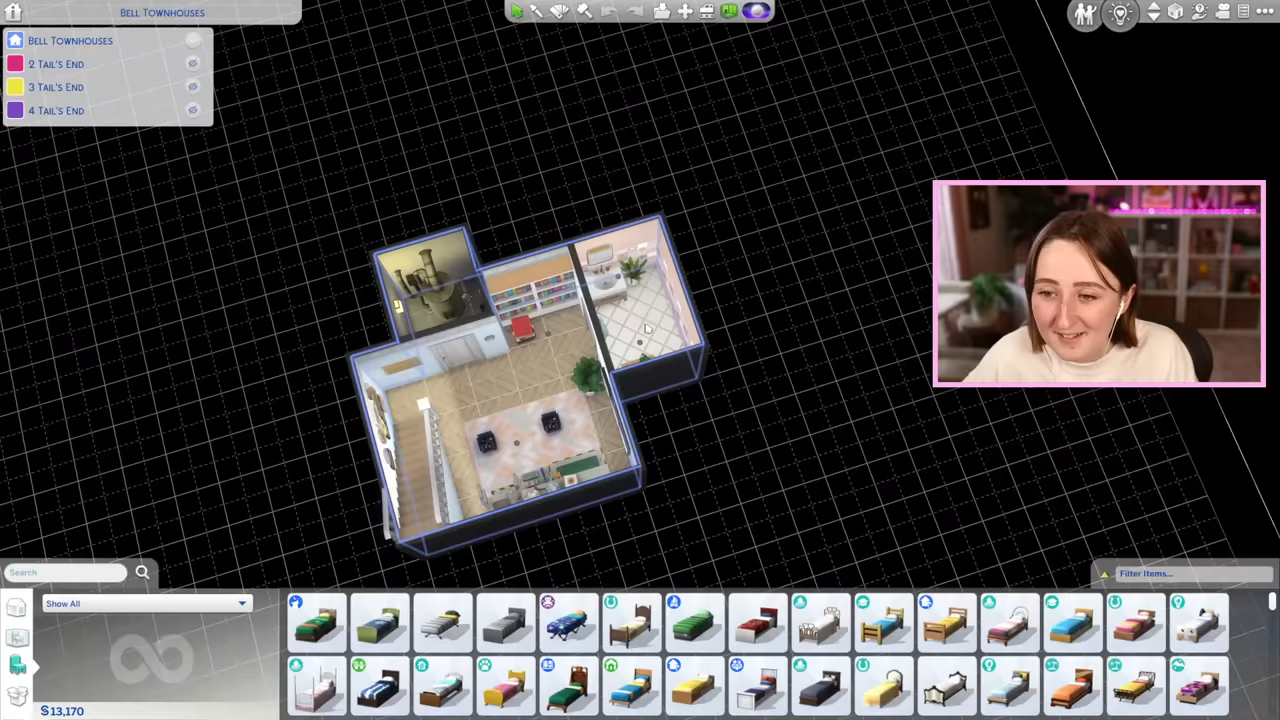 Bell Townhouses
Bell Townhouses
2 Tail's End
3 Tail's End
4 Tail's End
Search
Filter Items...
Show All
§13,170